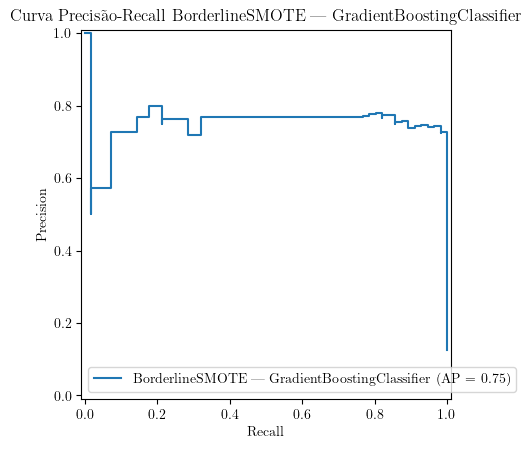 Curva Precisão-Recall BorderlineSMOTE — GradientBoostingClassifier
1.0
0.8
0.6
0.4
0.2
0.0
Precision
BorderlineSMOTE — GradientBoostingClassifier (AP = 0.75)
0.0 0.2 0.4 0.6 0.8 1.0
Recall